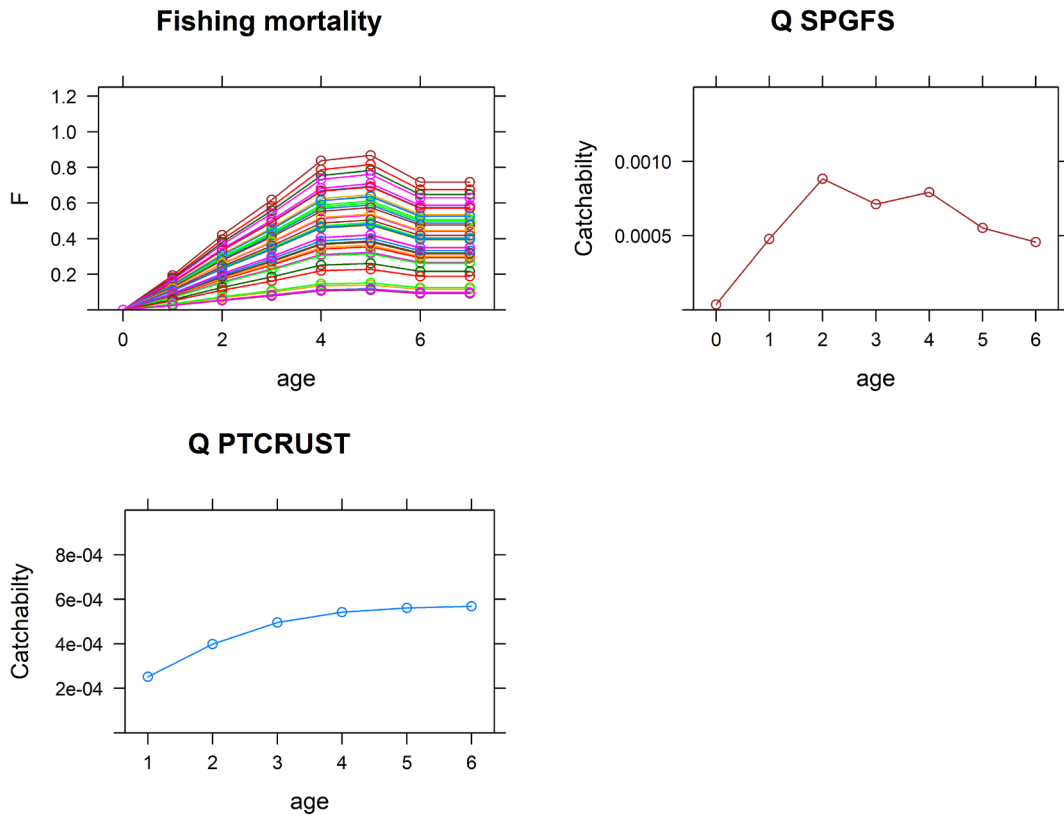 Fishing mortality
1.2
1.0
0.8
0.6
0.4
0.2
F
0 2 4 6
age
Q SPGFS
0.0010
0.0005
Catchabilty
0 1 2 3 4 5 6
age
Q PTCRUST
8e-04
6e-04
4e-04
2e-04
Catchabilty
1 2 3 4 5 6
age